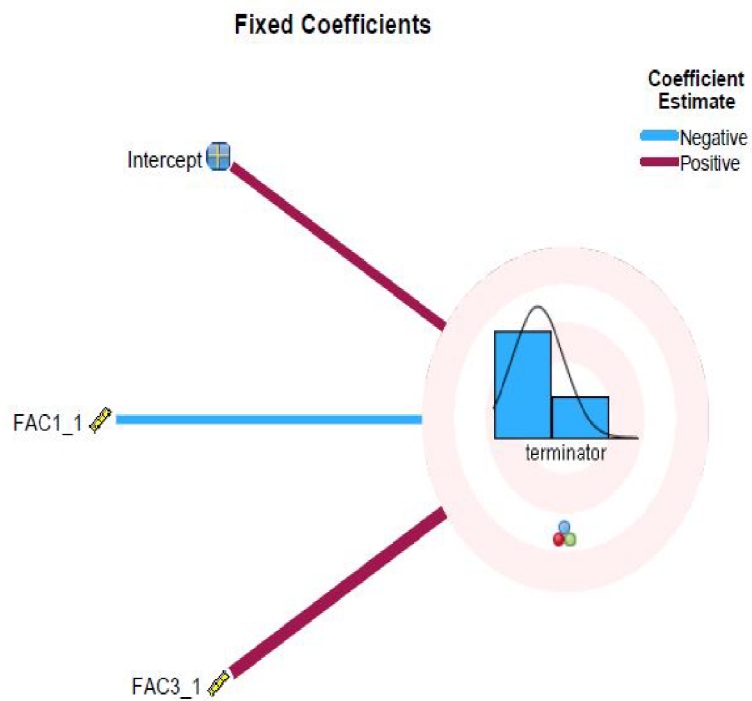 Fixed Coefficients
Coefficient
Estimate
Negative
Positive
Intercept
FAC1_1
terminator
FAC3_1